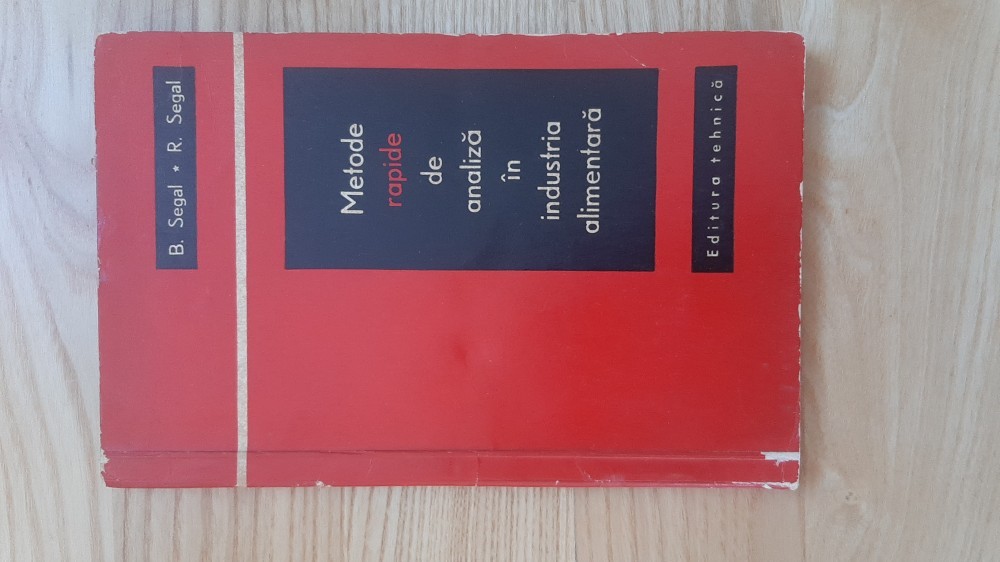 B. Segal * R. Segal
Metode
rapide
de
analiză
în
industria
alimentară
Editura tehnică